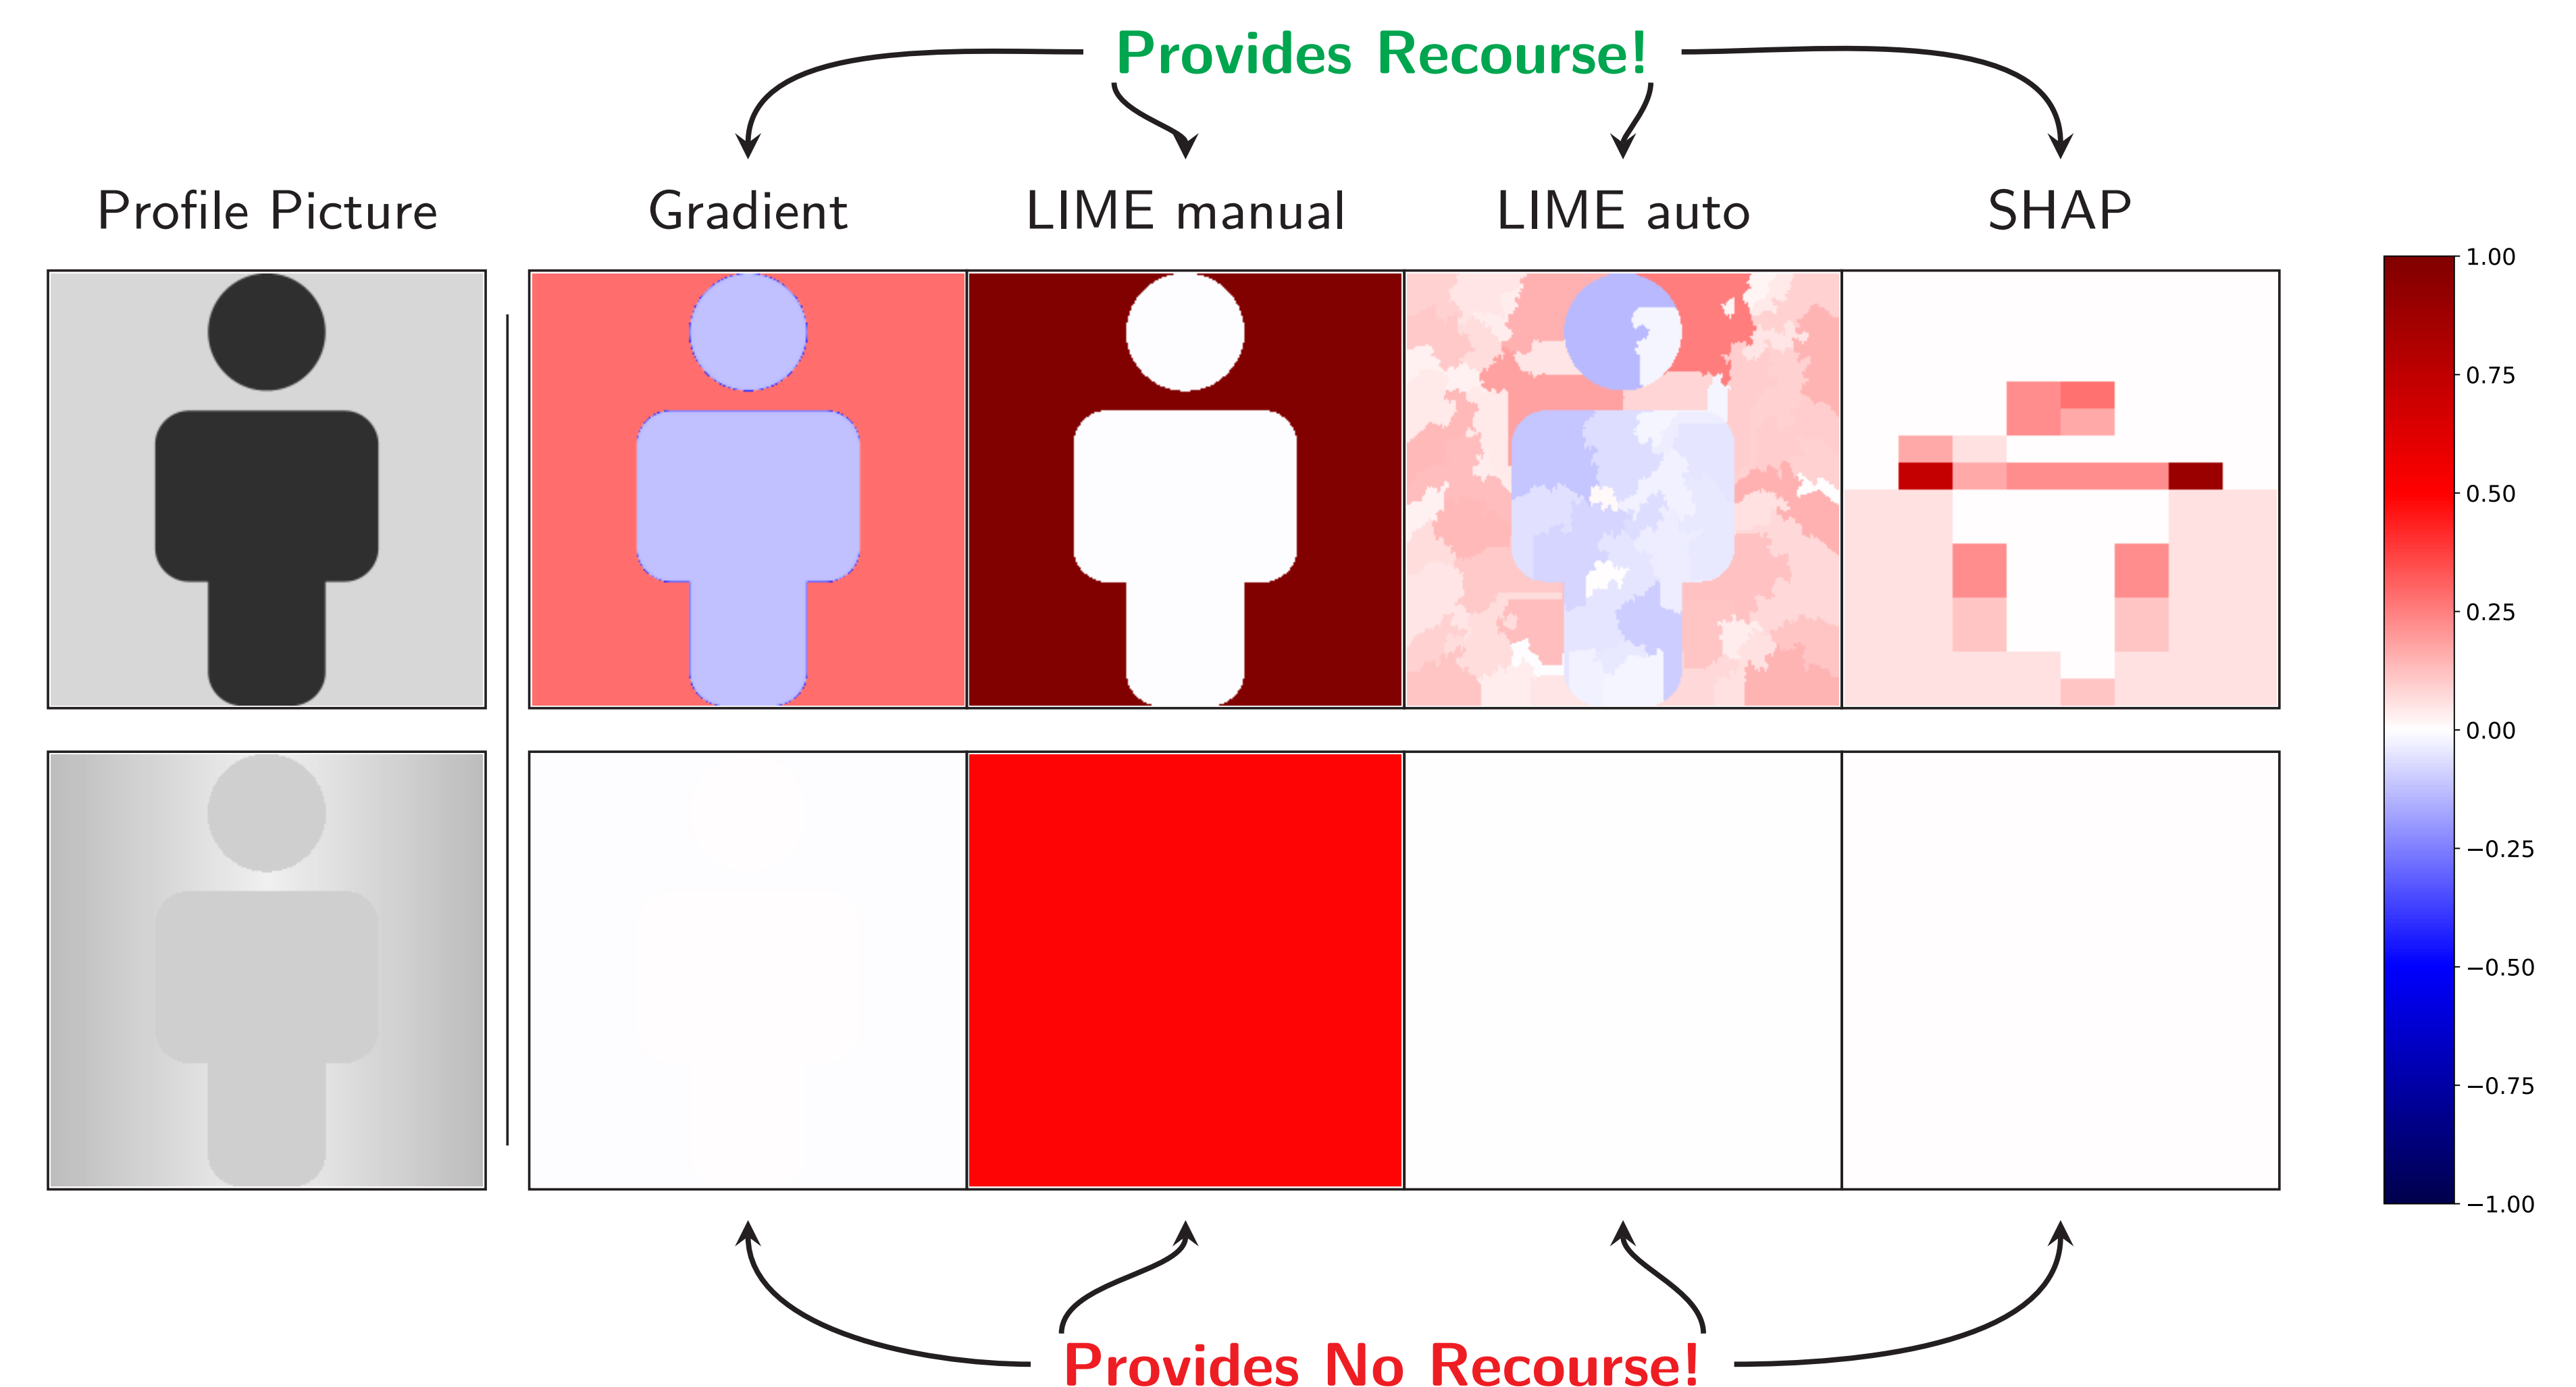 Provides Recourse!
Profile Picture
Gradient
LIME manual
LIME auto
SHAP
1.00
0.75
0.50
0.25
0.00
−0.25
−0.50
−0.75
−1.00
Provides No Recourse!